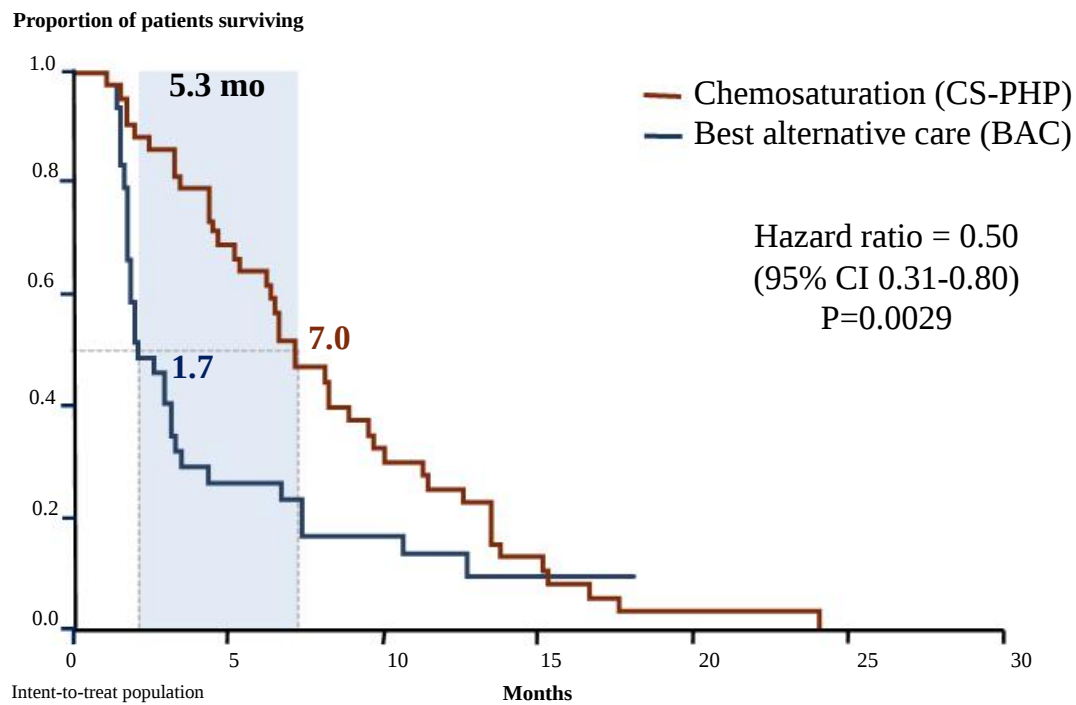 Proportion of patients surviving
1.0
5.3 mo
Chemosaturation (CS-PHP)
Best alternative care (BAC)
0.8
Hazard ratio = 0.50
(95% CI 0.31-0.80)
P=0.0029
0.6
7.0
1.7
0.4
0.2
0.0
0 5 10 15 20 25 30
Intent-to-treat population Months